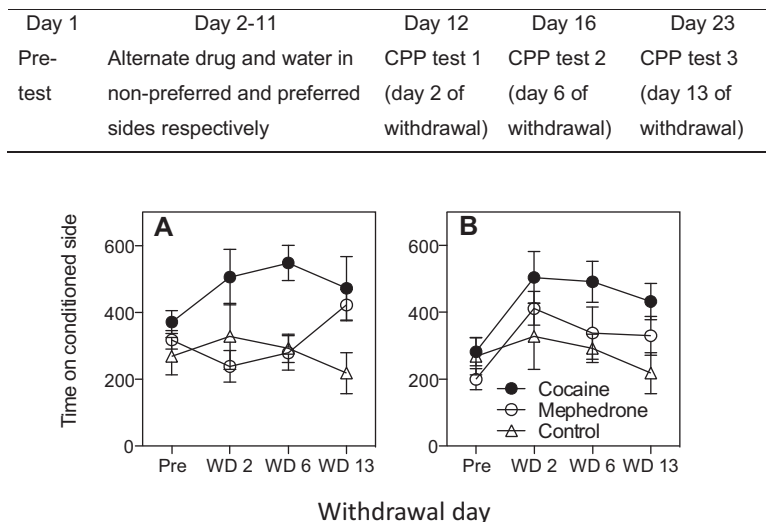 Day 1 Day 2-11 Day 12 Day 16 Day 23
Pre- Alternate drug and water in CPP test 1 CPP test 2 CPP test 3
test non-preferred and preferred (day 2 of (day 6 of (day 13 of
sides respectively withdrawal) withdrawal) withdrawal)
A B
Time on conditioned side
600 600
400 400
200 200
0 0
Cocaine
Mephedrone
Control
Pre WD 2 WD 6 WD 13 Pre WD 2 WD 6 WD 13
Withdrawal day